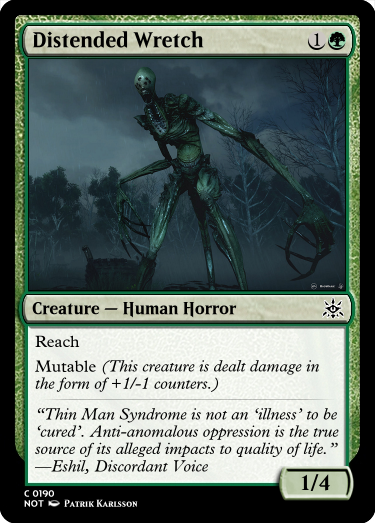 Distended Wretch 1
Creature — Human Horror
Reach
Mutable (This creature is dealt damage in
the form of +1/-1 counters.)
“Thin Man Syndrome is not an ‘illness’ to be
‘cured’. Anti-anomalous oppression is the true
source of its alleged impacts to quality of life.”
—Eshil, Discordant Voice
1/4
C 0190
NOT Patrik Karlsson